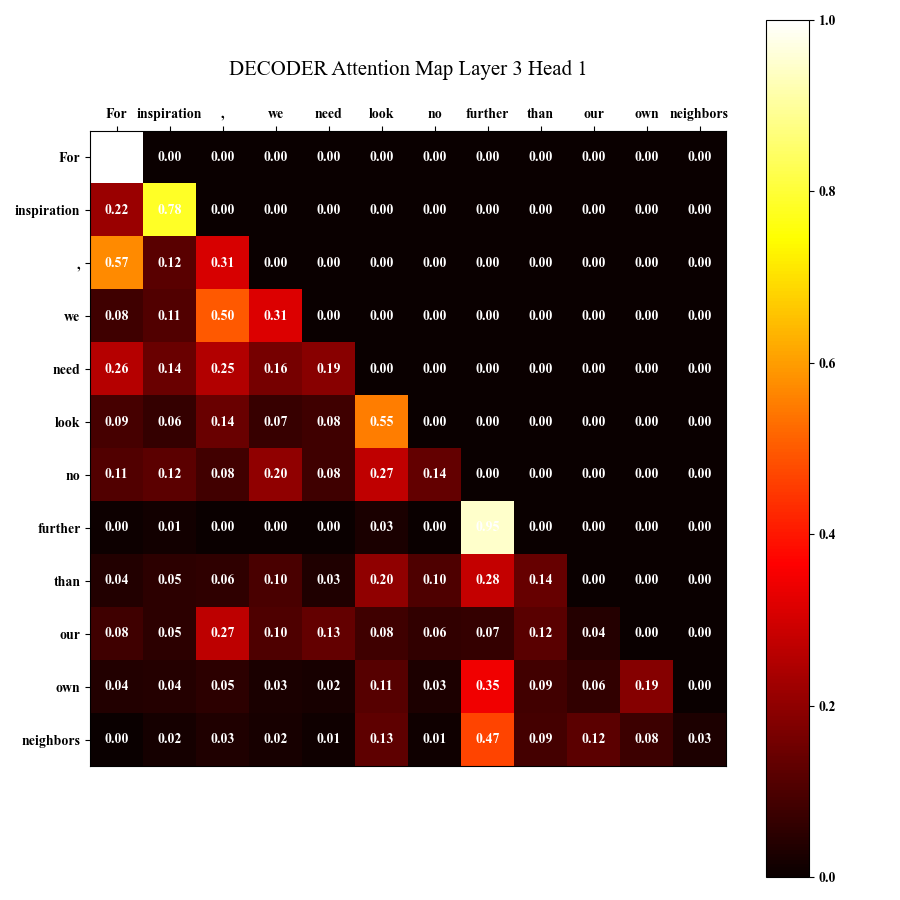 DECODER Attention Map Layer 3 Head 1
For inspiration , we need look no further than our own neighbors
For 0.00 0.00 0.00 0.00 0.00 0.00 0.00 0.00 0.00 0.00 0.00
inspiration 0.22 0.78 0.00 0.00 0.00 0.00 0.00 0.00 0.00 0.00 0.00 0.00
, 0.57 0.12 0.31 0.00 0.00 0.00 0.00 0.00 0.00 0.00 0.00 0.00
we 0.08 0.11 0.50 0.31 0.00 0.00 0.00 0.00 0.00 0.00 0.00 0.00
need 0.26 0.14 0.25 0.16 0.19 0.00 0.00 0.00 0.00 0.00 0.00 0.00
look 0.09 0.06 0.14 0.07 0.08 0.55 0.00 0.00 0.00 0.00 0.00 0.00
no 0.11 0.12 0.08 0.20 0.08 0.27 0.14 0.00 0.00 0.00 0.00 0.00
further 0.00 0.01 0.00 0.00 0.00 0.03 0.00 0.00 0.00 0.00 0.00
than 0.04 0.05 0.06 0.10 0.03 0.20 0.10 0.28 0.14 0.00 0.00 0.00
our 0.08 0.05 0.27 0.10 0.13 0.08 0.06 0.07 0.12 0.04 0.00 0.00
own 0.04 0.04 0.05 0.03 0.02 0.11 0.03 0.35 0.09 0.06 0.19 0.00
neighbors 0.00 0.02 0.03 0.02 0.01 0.13 0.01 0.47 0.09 0.12 0.08 0.03
1.0
0.8
0.6
0.4
0.2
0.0